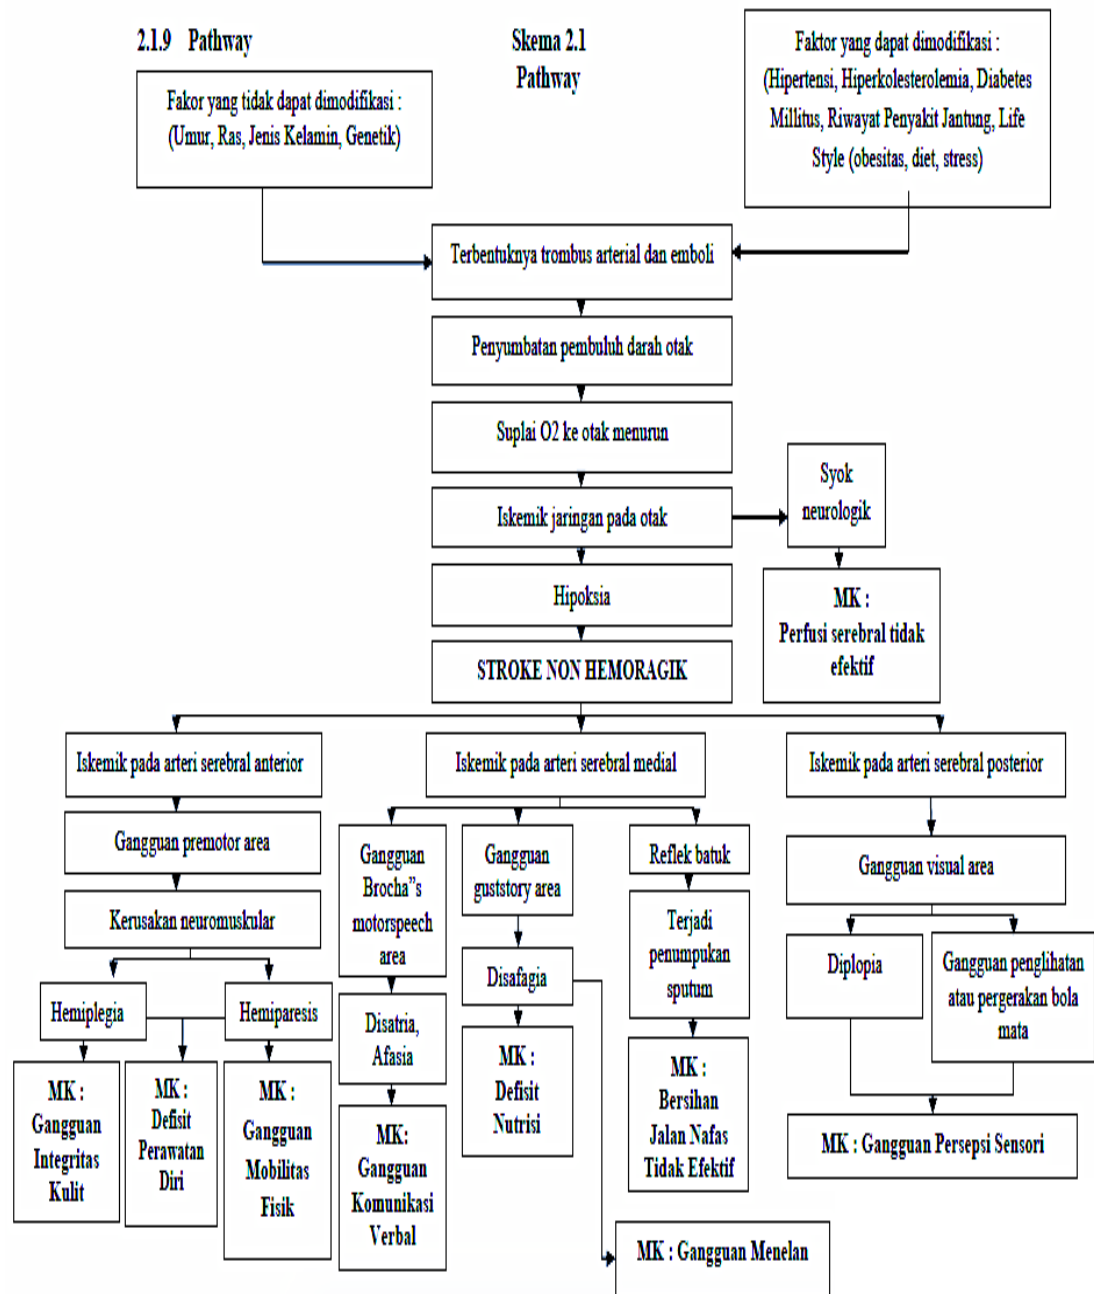 2.1.9 Pathway
Skema 2.1
Pathway
Faktor yang dapat dimodifikasi :
(Hipertensi, Hiperkolesterolemia, Diabetes
Millitus, Riwayat Penyakit Jantung, Life
Style (obesitas, diet, stress)
Fakor yang tidak dapat dimodifikasi :
(Umur, Ras, Jenis Kelamin, Genetik)
Terbentuknya trombus arterial dan emboli
Penyumbatan pembuluh darah otak
Suplai O2 ke otak menurun
Iskemik jaringan pada otak
Syok
neurologik
Hipoksia
MK :
Perfusi serebral tidak
efektif
STROKE NON HEMORAGIK
Iskemik pada arteri serebral anterior
Iskemik pada arteri serebral medial
Iskemik pada arteri serebral posterior
Gangguan premotor area
Kerusakan neuromuskular
Hemiplegia
Hemiparesis
MK :
Gangguan
Integritas
Kulit
MK :
Defisit
Perawatan
Diri
MK :
Gangguan
Mobilitas
Fisik
Gangguan
Brocha"s
motorspeech
area
Disatria,
Afasia
MK:
Gangguan
Komunikasi
Verbal
Gangguan
guststory area
Disafagia
MK :
Defisit
Nutrisi
Reflek batuk
Terjadi
penumpukan
sputum
MK :
Bersihan
Jalan Nafas
Tidak Efektif
MK : Gangguan Menelan
Gangguan visual area
Diplopia
Gangguan penglihatan
atau pergerakan bola
mata
MK : Gangguan Persepsi Sensori